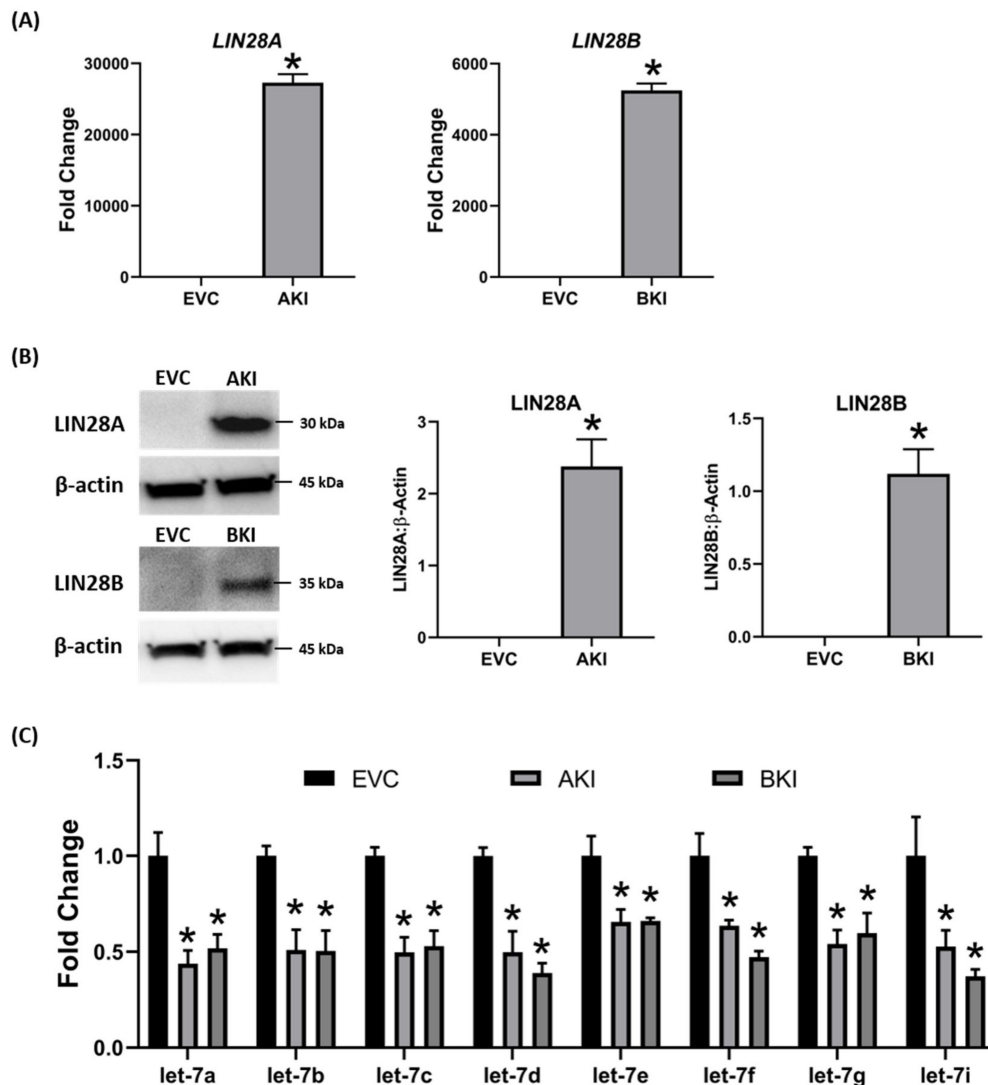 (A)
LIN28A
LIN28B
30000
20000
10000
0
Fold Change
EVC
AKI
6000
4000
2000
0
Fold Change
EVC
BKI
*
*
(B)
EVC AKI
LIN28A
30 kDa
β-actin
45 kDa
EVC BKI
LIN28B
35 kDa
β-actin
45 kDa
LIN28A
*
3
2
1
0
LIN28A:β-Actin
EVC
AKI
LIN28B
*
1.5
1.0
0.5
0.0
LIN28B:β-Actin
EVC
BKI
(C)
1.5
1.0
0.5
0.0
Fold Change
EVC AKI BKI
* * * * * * * * * * * * * * * *
let-7a let-7b let-7c let-7d let-7e let-7f let-7g let-7i